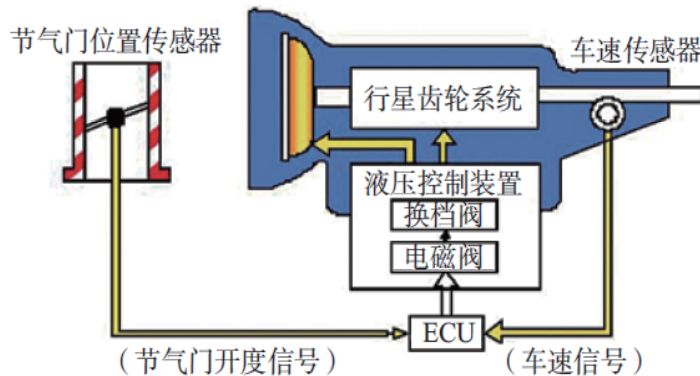 节气门位置传感器
车速传感器
行星齿轮系统
液压控制装置
换档阀
电磁阀
ECU
（节气门开度信号）
（车速信号）